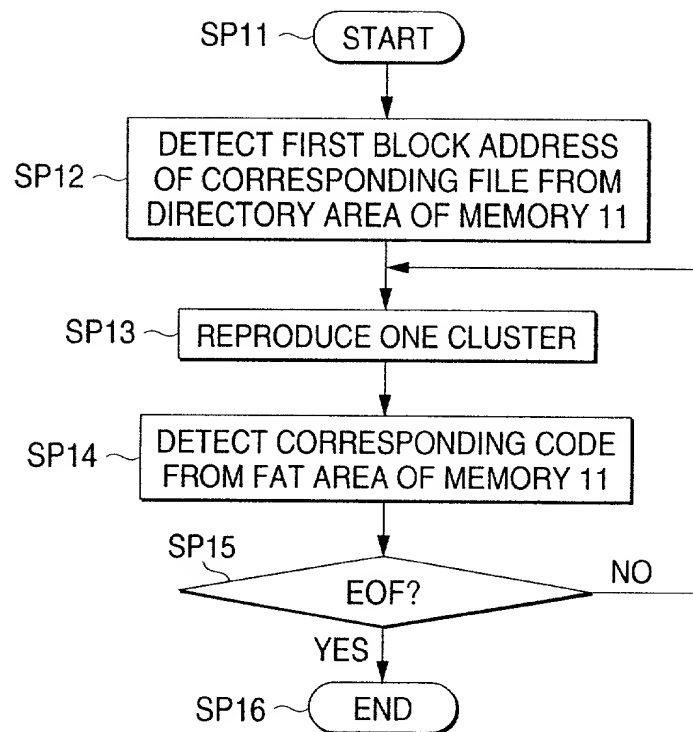 SP11
START
DETECT FIRST BLOCK ADDRESS
SP12
OF CORRESPONDING FILE FROM
DIRECTORY AREA OF MEMORY 11
SP13
REPRODUCE ONE CLUSTER
DETECT CORRESPONDING CODE
SP14
FROM FAT AREA OF MEMORY 11
SP15
EOF?
NO
YES
SP16
END